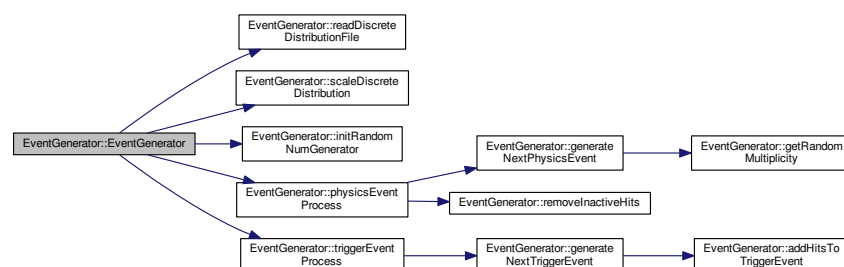 EventGenerator::readDiscrete
DistributionFile
EventGenerator::scaleDiscrete
Distribution
EventGenerator::EventGenerator
EventGenerator::initRandom
NumGenerator
EventGenerator::generate
NextPhysicsEvent
EventGenerator::getRandom
Multiplicity
EventGenerator::physicsEvent
Process
EventGenerator::removeInactiveHits
EventGenerator::triggerEvent
Process
EventGenerator::generate
NextTriggerEvent
EventGenerator::addHitsTo
TriggerEvent